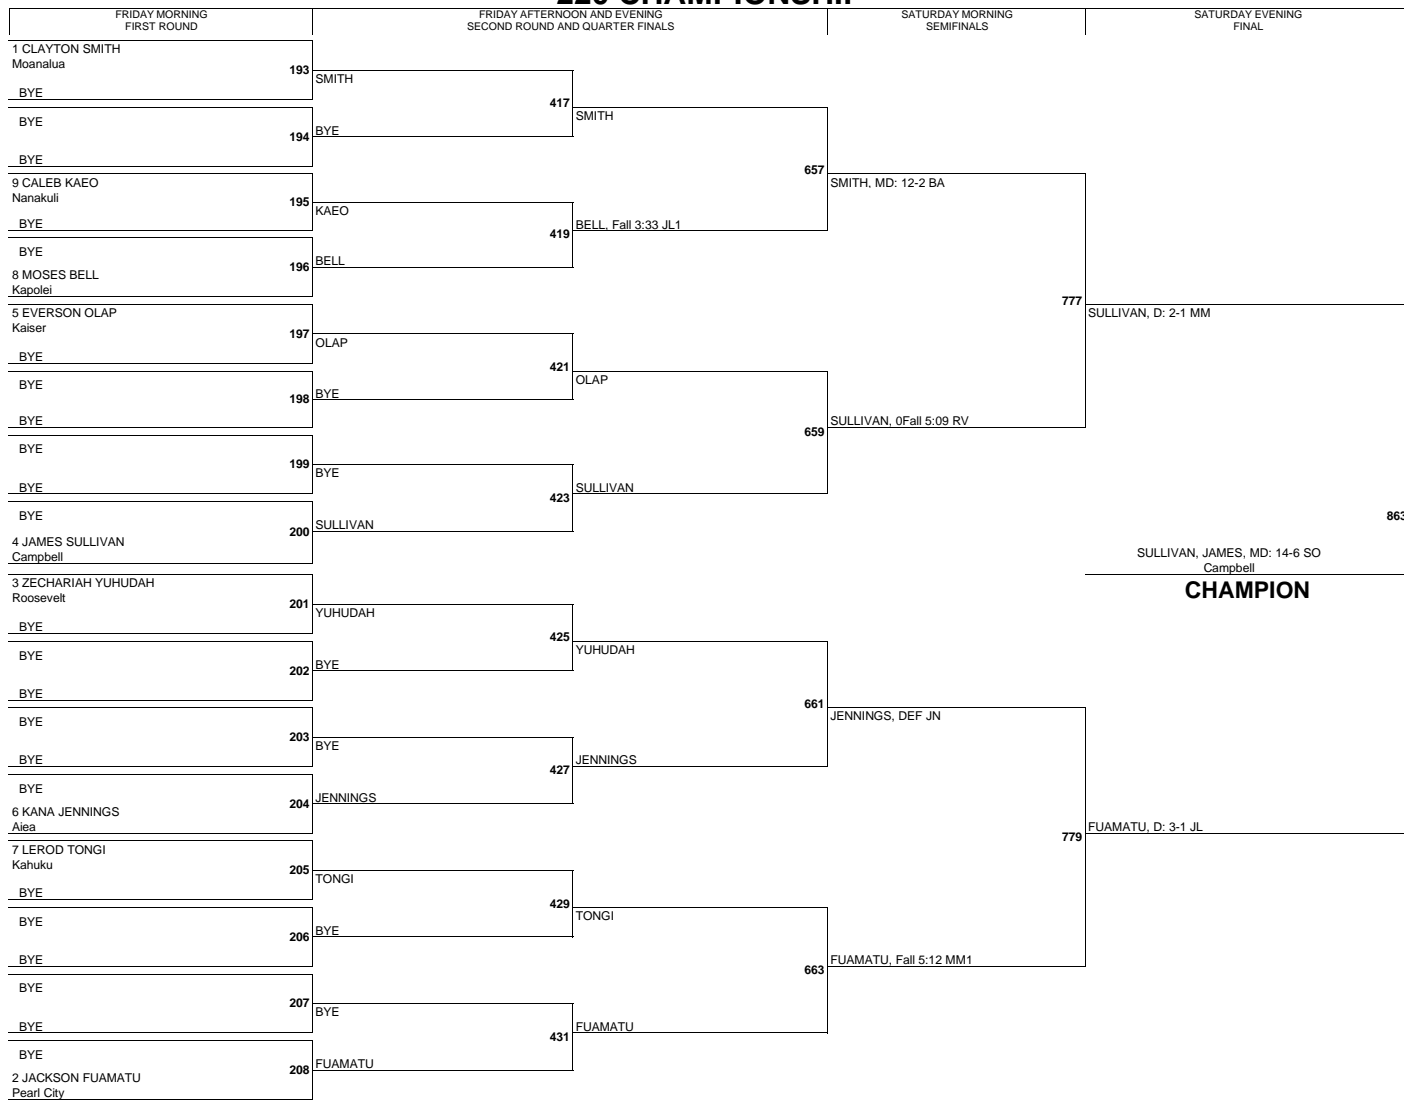 FRIDAY MORNING
FIRST ROUND
FRIDAY AFTERNOON AND EVENING
SECOND ROUND AND QUARTER FINALS
SATURDAY MORNING
SEMIFINALS
SATURDAY EVENING
FINAL
1 CLAYTON SMITH
Moanalua
193
BYE
BYE
194
BYE
9 CALEB KAEO
Nanakuli
195
BYE
BYE
196
8 MOSES BELL
Kapolei
5 EVERSON OLAP
Kaiser
197
BYE
BYE
198
BYE
BYE
199
BYE
BYE
200
4 JAMES SULLIVAN
Campbell
3 ZECHARIAH YUHUDAH
Roosevelt
201
BYE
BYE
202
BYE
BYE
203
BYE
BYE
204
6 KANA JENNINGS
Aiea
7 LEROD TONGI
Kahuku
205
BYE
BYE
206
BYE
BYE
207
BYE
BYE
208
2 JACKSON FUAMATU
Pearl City
SMITH
417
BYE
KAEO
419
BELL
OLAP
421
BYE
BYE
423
SULLIVAN
YUHUDAH
425
BYE
BYE
427
JENNINGS
TONGI
429
BYE
BYE
431
FUAMATU
SMITH
657
BELL, Fall 3:33 JL1
OLAP
659
SULLIVAN
YUHUDAH
661
JENNINGS
TONGI
663
FUAMATU
SMITH, MD: 12-2 BA
777
SULLIVAN, 0Fall 5:09 RV
JENNINGS, DEF JN
779
FUAMATU, Fall 5:12 MM1
SULLIVAN, D: 2-1 MM
863
SULLIVAN, JAMES, MD: 14-6 SO
Campbell
CHAMPION
FUAMATU, D: 3-1 JL